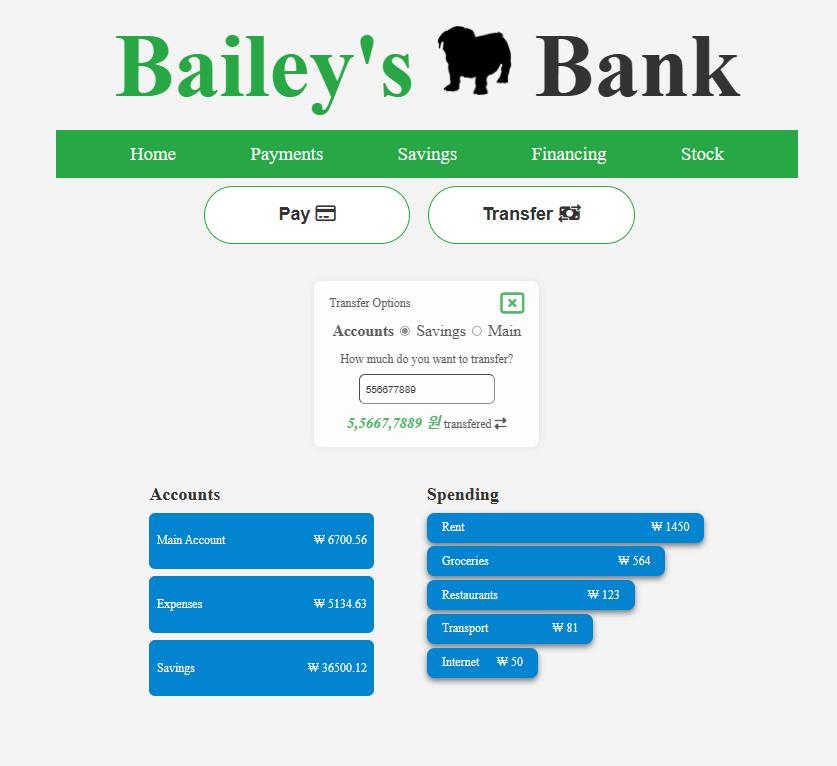 Bailey's Bank
Home Payments Savings Financing Stock
Pay Transfer
Transfer Options
Accounts Savings Main
How much do you want to transfer?
556677889
5,5667,7889 원 transfered
Accounts
Main Account ₩ 6700.56
Expenses ₩ 5134.63
Savings ₩ 36500.12
Spending
Rent ₩ 1450
Groceries ₩ 564
Restaurants ₩ 123
Transport ₩ 81
Internet ₩ 50